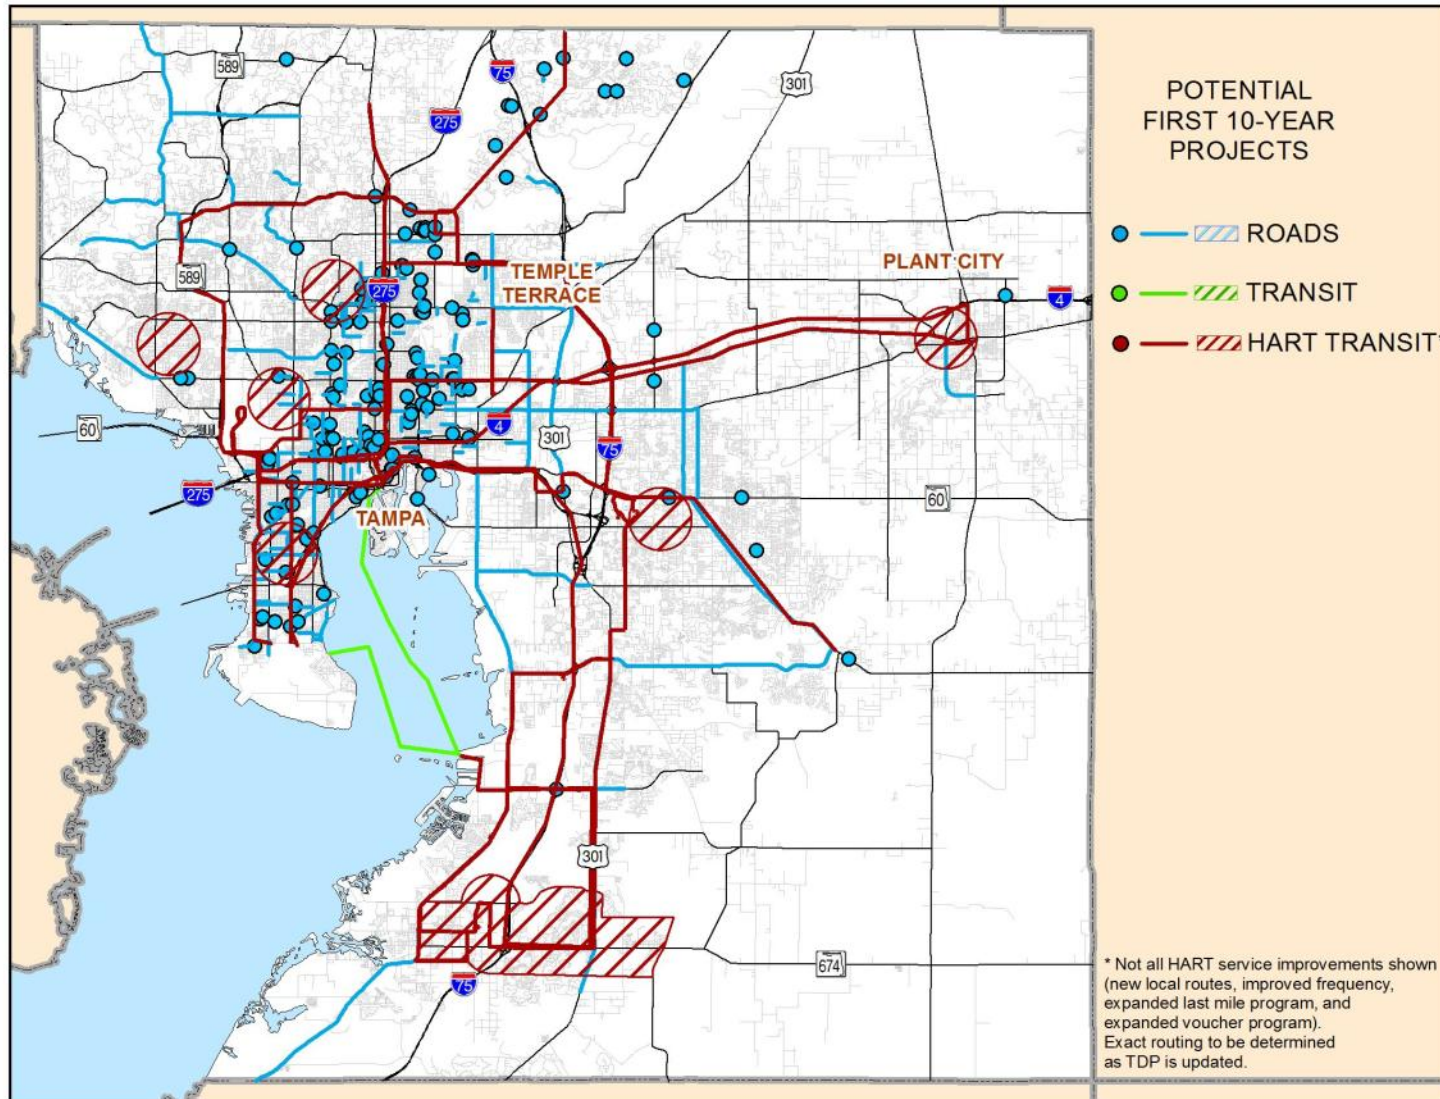 POTENTIAL
FIRST 10-YEAR
PROJECTS
ROADS
TRANSIT
HART TRANSIT*
589
75
301
275
589
275
TEMPLE
TERRACE
PLANT CITY
4
60
4
301
75
275
TAMPA
60
301
674
75
* Not all HART service improvements shown
(new local routes, improved frequency,
expanded last mile program, and
expanded voucher program).
Exact routing to be determined
as TDP is updated.